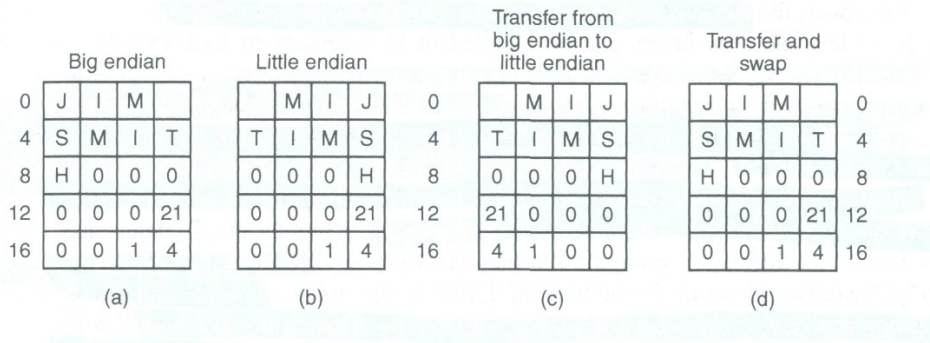 Transfer from
big endian to
little endian
Big endian
Little endian
Transfer and
swap
0 J I M M I J 0 M I J J I M 0
4 S M I T T I M S 4 T M S S M T 4
8 H 0 0 0 0 0 0 H 8 0 0 0 H H 0 0 0 8
12 0 0 0 21 0 0 0 21 12 21 0 0 0 0 0 0 21 12
16 0 0 1 4 0 0 1 4 16 4 1 0 0 0 0 1 4 16
(a) (b) (c) (d)